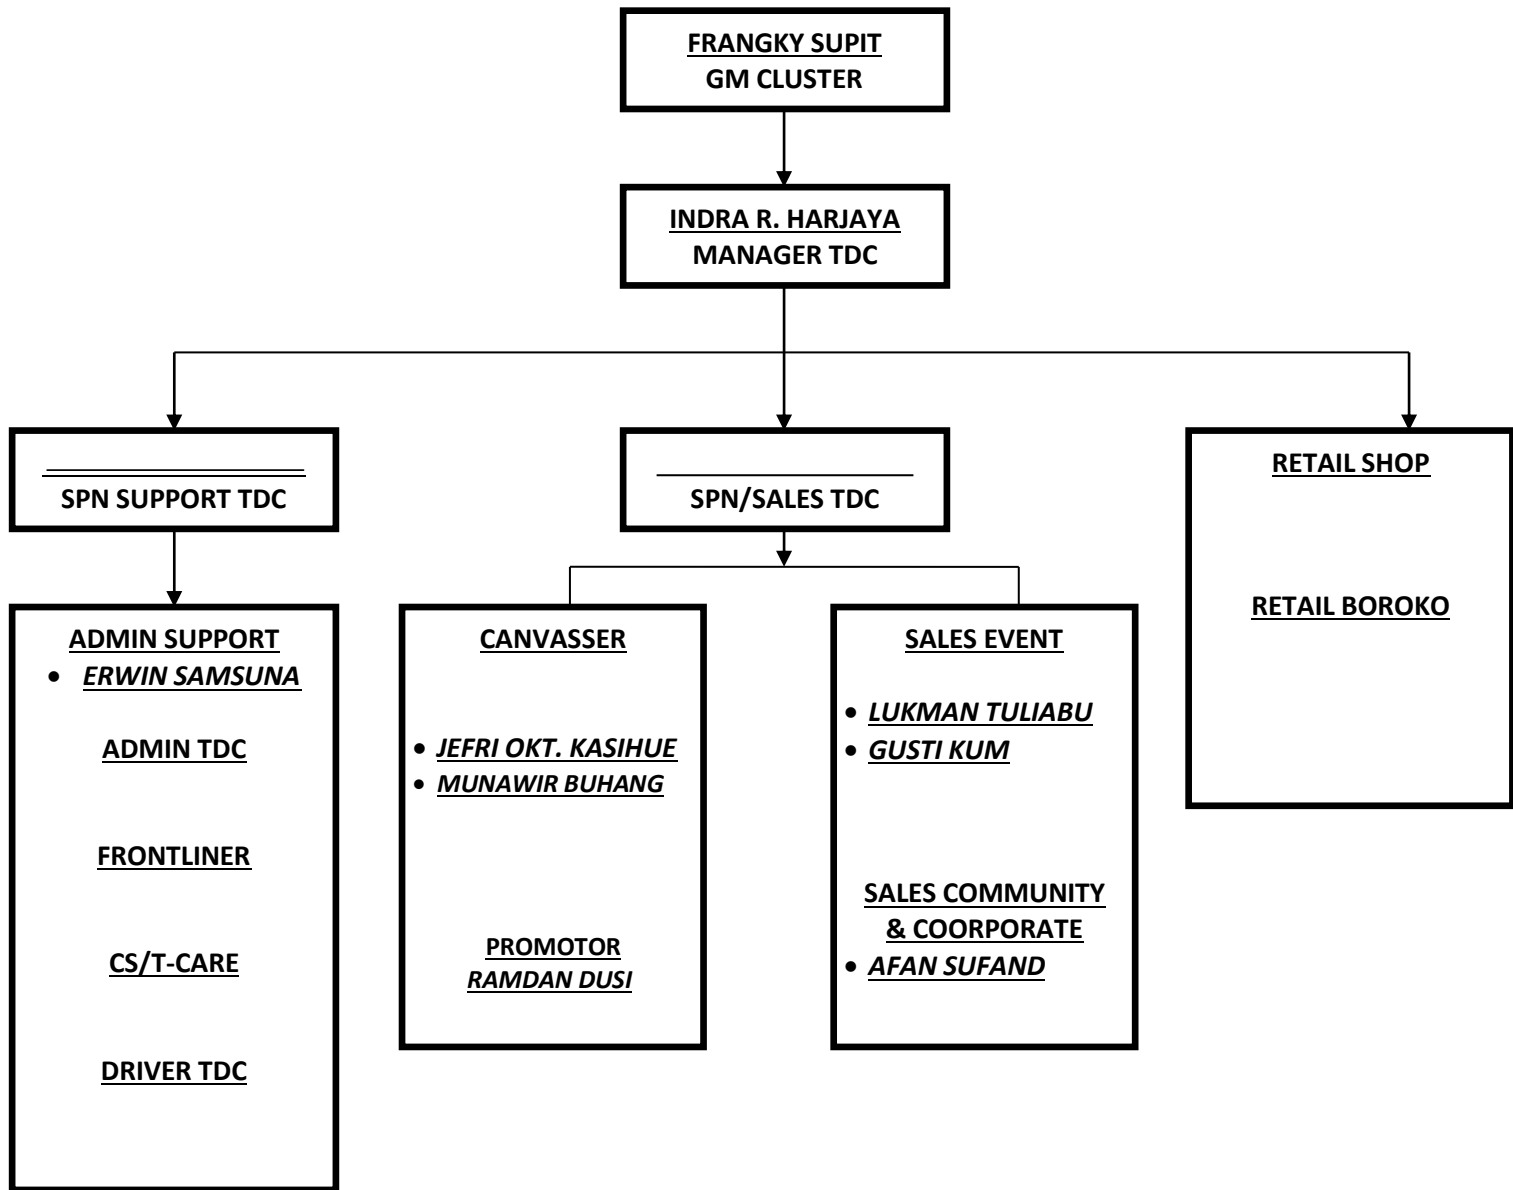 FRANGKY SUPIT
GM CLUSTER
INDRA R. HARJAYA
MANAGER TDC
SPN SUPPORT TDC
SPN/SALES TDC
RETAIL SHOP
RETAIL BOROKO
ADMIN SUPPORT
• ERWIN SAMSUNA
ADMIN TDC
FRONTLINER
CS/T-CARE
DRIVER TDC
CANVASSER
• JEFRI OKT. KASIHUE
• MUNAWIR BUHANG
PROMOTOR
RAMDAN DUSI
SALES EVENT
• LUKMAN TULIABU
• GUSTI KUM
SALES COMMUNITY
& COORPORATE
• AFAN SUFAND